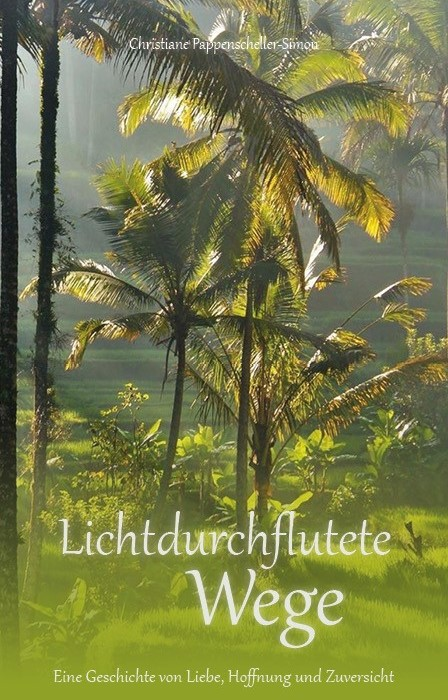 Christiane Pappenscheller-Simon
Lichtdurchflutete
Wege
Eine Geschichte von Liebe, Hoffnung und Zuversicht